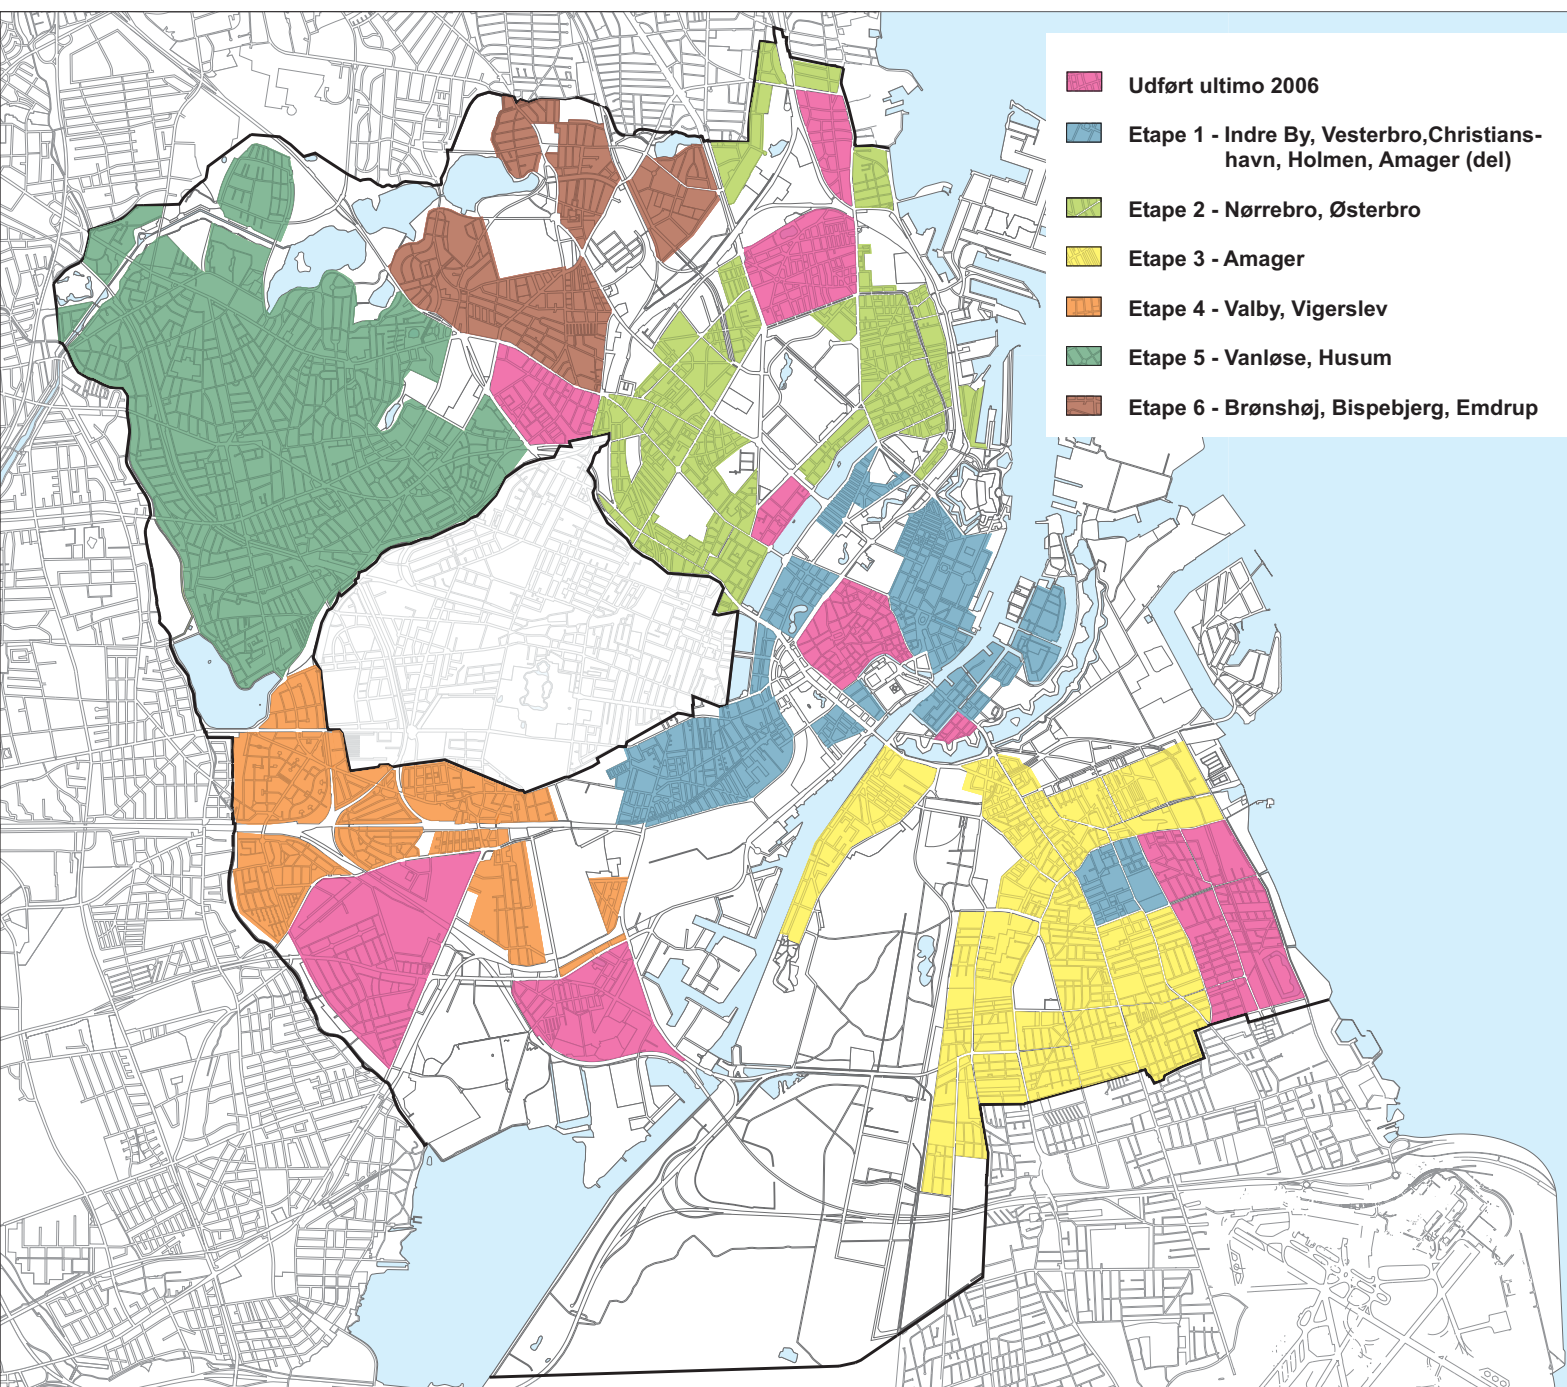 Udført ultimo 2006
Etape 1 - Indre By, Vesterbro,Christians-
havn, Holmen, Amager (del)
Etape 2 - Nørrebro, Østerbro
Etape 3 - Amager
Etape 4 - Valby, Vigerslev
Etape 5 - Vanløse, Husum
Etape 6 - Brønshøj, Bispebjerg, Emdrup